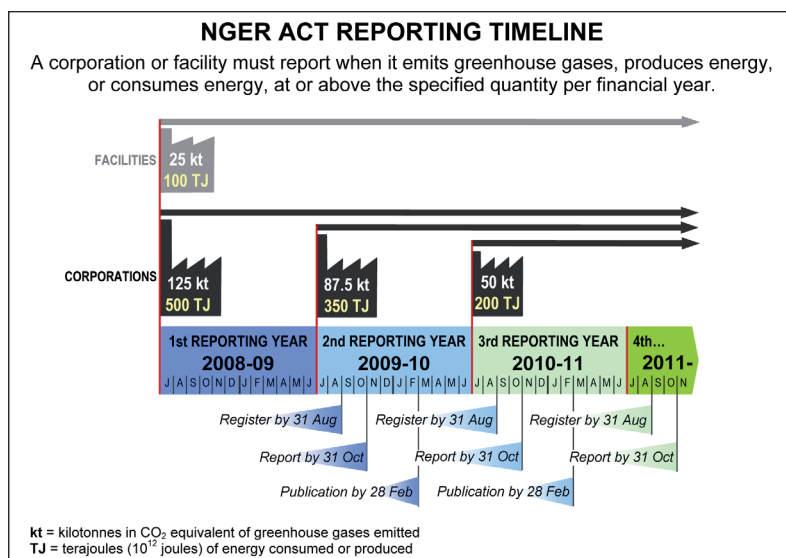 NGER ACT REPORTING TIMELINE
A corporation or facility must report when it emits greenhouse gases, produces energy,
or consumes energy, at or above the specified quantity per financial year.
FACILITIES
25 kt
100 TJ
CORPORATIONS
125 kt
500 TJ
87.5 kt
350 TJ
50 kt
200 TJ
1st REPORTING YEAR
2008-09
2nd REPORTING YEAR
2009-10
3rd REPORTING YEAR
2010-11
4th...
2011-
J A S O N D J F M A M J
J A S O N D J F M A M J
J A S O N D J F M A M J
J A S O N
Register by 31 Aug
Register by 31 Aug
Register by 31 Aug
Report by 31 Oct
Report by 31 Oct
Report by 31 Oct
Publication by 28 Feb
Publication by 28 Feb
kt = kilotonnes in CO₂ equivalent of greenhouse gases emitted
TJ = terajoules (10¹² joules) of energy consumed or produced